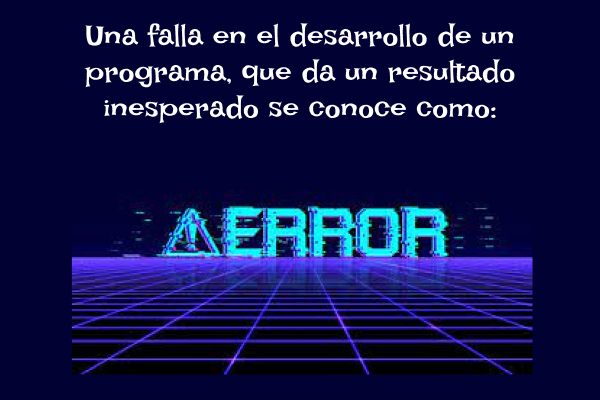 Una falla en el desarrollo de un
programa, que da un resultado
inesperado se conoce como:
ERROR